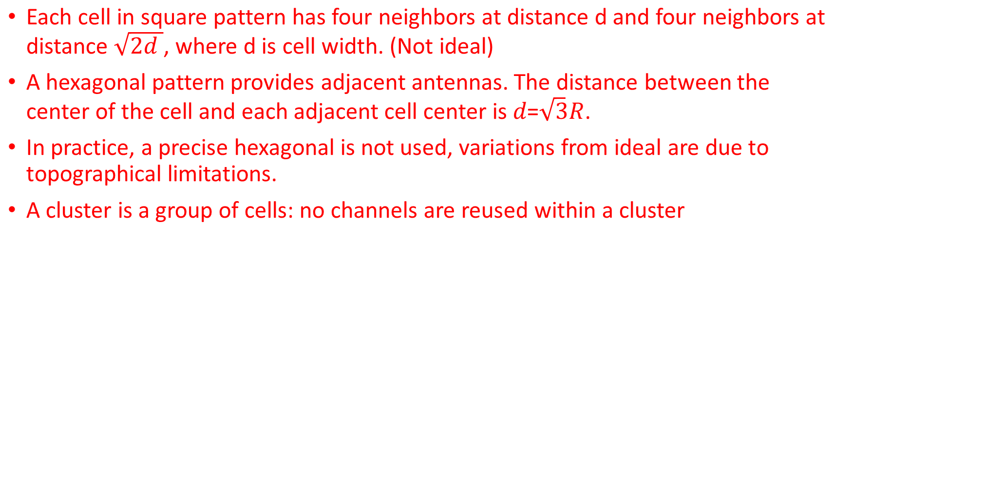 • Each cell in square pattern has four neighbors at distance d and four neighbors at
distance √(2d), where d is cell width. (Not ideal)
• A hexagonal pattern provides adjacent antennas. The distance between the
center of the cell and each adjacent cell center is d=√3R.
• In practice, a precise hexagonal is not used, variations from ideal are due to
topographical limitations.
• A cluster is a group of cells: no channels are reused within a cluster